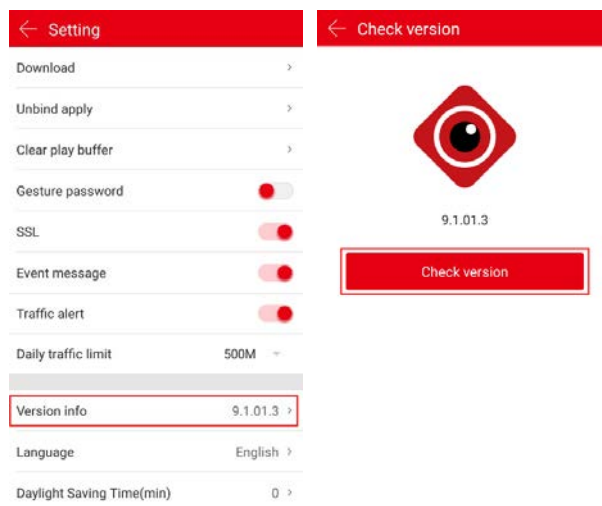 Setting
Download
Unbind apply
Clear play buffer
Gesture password
SSL
Event message
Traffic alert
Daily traffic limit 500M
Version info 9.1.01.3
Language English
Daylight Saving Time(min) 0
Check version
9.1.01.3
Check version